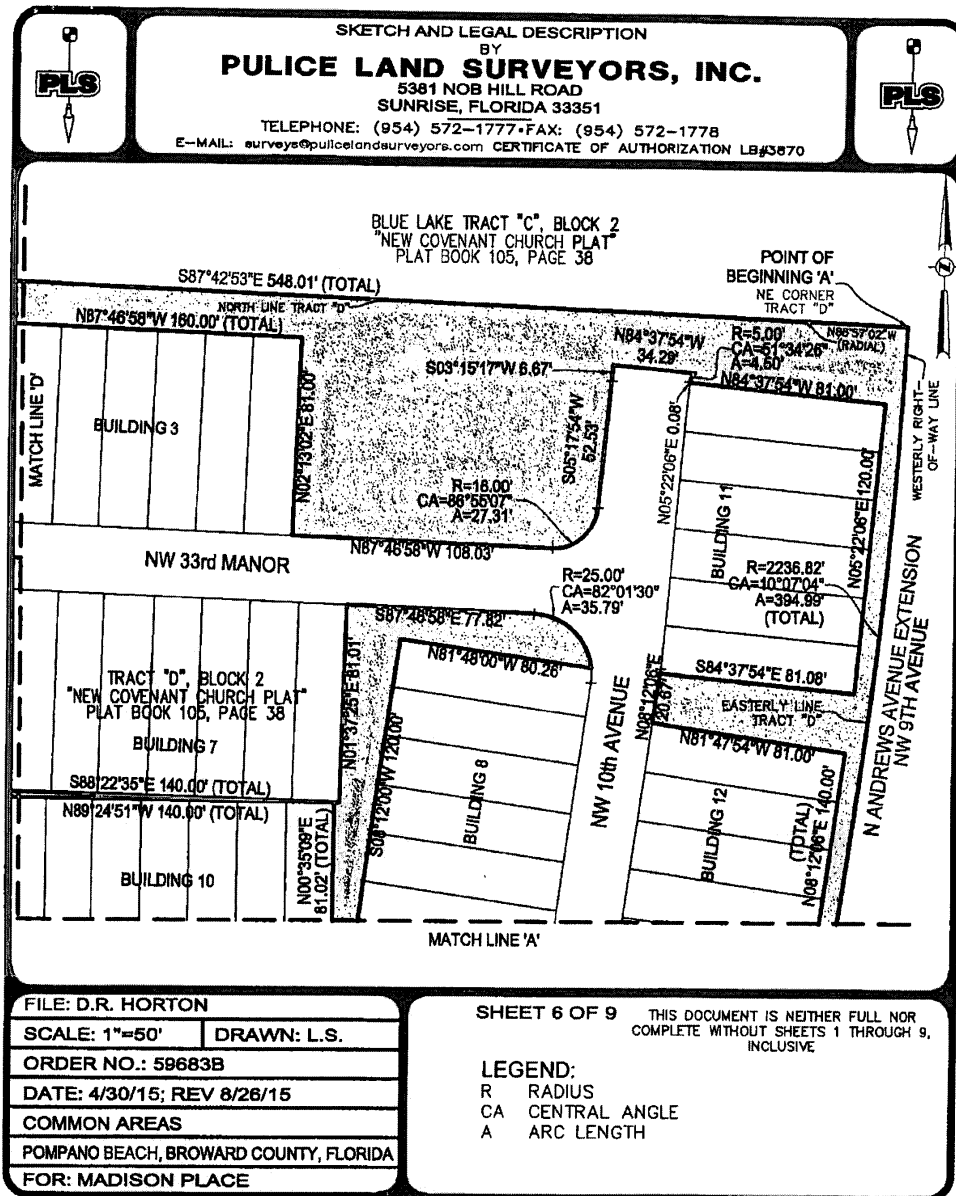 SKETCH AND LEGAL DESCRIPTION
BY
PULICE LAND SURVEYORS, INC.
5381 NOB HILL ROAD
SUNRISE, FLORIDA 33351
TELEPHONE: (954) 572-1777•FAX: (954) 572-1778
E-MAIL: surveys@pulicelandsurveyors.com CERTIFICATE OF AUTHORIZATION LB#3870
PLS
PLS
BLUE LAKE TRACT "C", BLOCK 2
"NEW COVENANT CHURCH PLAT"
PLAT BOOK 105, PAGE 38
POINT OF
BEGINNING 'A'
NE CORNER
TRACT "D"
S87°42'53"E 548.01' (TOTAL)
NORTH LINE TRACT "D"
N87°46'58"W 160.00' (TOTAL)
N84°37'54"W
34.29'
R=5.00'
CA=51°34'26"
A=4.50'
N86°57'02"W
(RADIAL)
S03°15'17"W 6.67'
N84°37'54"W 81.00'
Z
WESTERLY RIGHT-
OF-WAY LINE
MATCH LINE 'D'
BUILDING 3
N02°13'02"E 81.00'
S05°17'54"W
52.53'
N05°22'06"E 0.08'
BUILDING 11
N05°22'06"E 120.00'
R=18.00'
CA=86°55'07"
A=27.31'
N87°46'58"W 108.03'
NW 33rd MANOR
R=25.00'
CA=82°01'30"
A=35.79'
R=2236.82'
CA=10°07'04"
A=394.99'
(TOTAL)
S87°46'58"E 77.82'
N81°48'00"W 80.26'
S84°37'54"E 81.08'
N08°12'06"E
20.67'
EASTERLY LINE
TRACT "D"
N ANDREWS AVENUE EXTENSION
NW 9TH AVENUE
TRACT "D", BLOCK 2
"NEW COVENANT CHURCH PLAT"
PLAT BOOK 105, PAGE 38
BUILDING 7
N01°37'25"E 81.01'
S08°12'00"W 120.00'
BUILDING 8
NW 10th AVENUE
N81°47'54"W 81.00'
BUILDING 12
N08°12'06"E 140.00'
(TOTAL)
S88°22'35"E 140.00' (TOTAL)
N89°24'51"W 140.00' (TOTAL)
BUILDING 10
N00°35'09"E
81.02' (TOTAL)
MATCH LINE 'A'
FILE: D.R. HORTON
SCALE: 1"=50' DRAWN: L.S.
ORDER NO.: 59683B
DATE: 4/30/15; REV 8/26/15
COMMON AREAS
POMPANO BEACH, BROWARD COUNTY, FLORIDA
FOR: MADISON PLACE
SHEET 6 OF 9
THIS DOCUMENT IS NEITHER FULL NOR
COMPLETE WITHOUT SHEETS 1 THROUGH 9,
INCLUSIVE
LEGEND:
R RADIUS
CA CENTRAL ANGLE
A ARC LENGTH